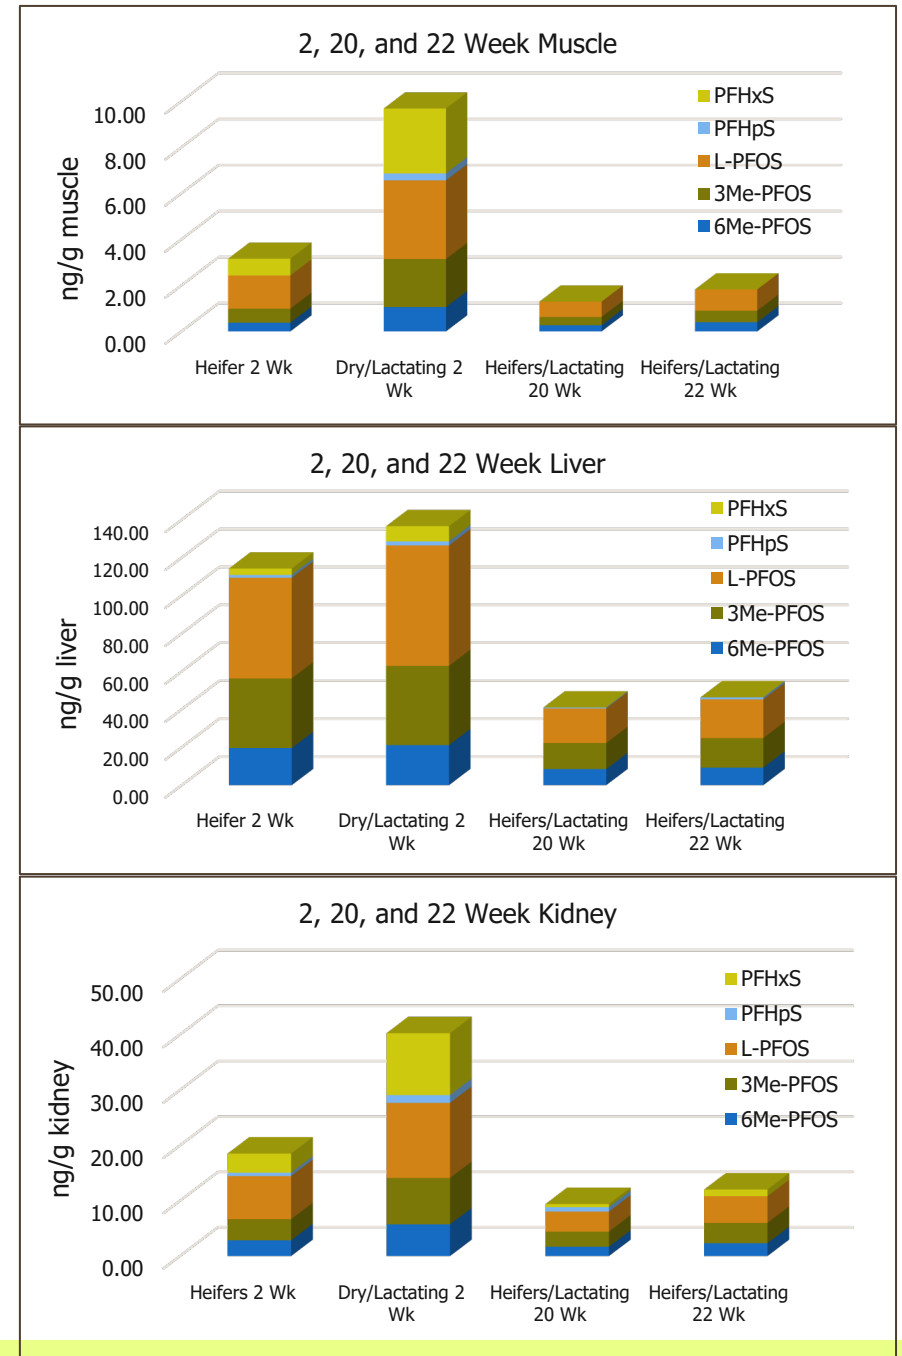 2, 20, and 22 Week Muscle
ng/g muscle
10.00
8.00
6.00
4.00
2.00
0.00
PFHxS
PFHpS
L-PFOS
3Me-PFOS
6Me-PFOS
Heifer 2 Wk
Dry/Lactating 2
Wk
Heifers/Lactating
20 Wk
Heifers/Lactating
22 Wk
2, 20, and 22 Week Liver
ng/g liver
140.00
120.00
100.00
80.00
60.00
40.00
20.00
0.00
PFHxS
PFHpS
L-PFOS
3Me-PFOS
6Me-PFOS
Heifer 2 Wk
Dry/Lactating 2
Wk
Heifers/Lactating
20 Wk
Heifers/Lactating
22 Wk
2, 20, and 22 Week Kidney
ng/g kidney
50.00
40.00
30.00
20.00
10.00
0.00
PFHxS
PFHpS
L-PFOS
3Me-PFOS
6Me-PFOS
Heifers 2 Wk
Dry/Lactating 2
Wk
Heifers/Lactating
20 Wk
Heifers/Lactating
22 Wk